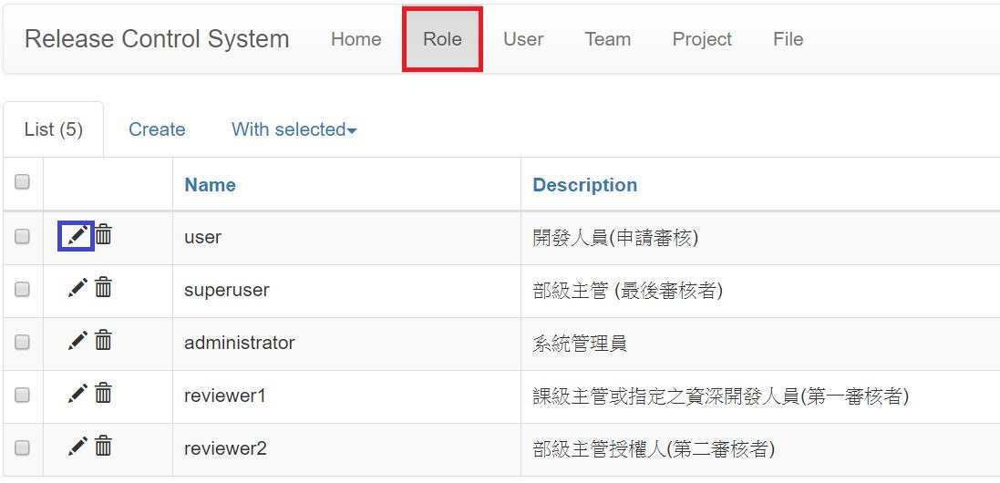 Release Control System Home Role User Team Project File
List (5) Create With selected
Name Description
user 開發人員(申請審核)
superuser 部級主管 (最後審核者)
administrator 系統管理員
reviewer1 課級主管或指定之資深開發人員(第一審核者)
reviewer2 部級主管授權人(第二審核者)